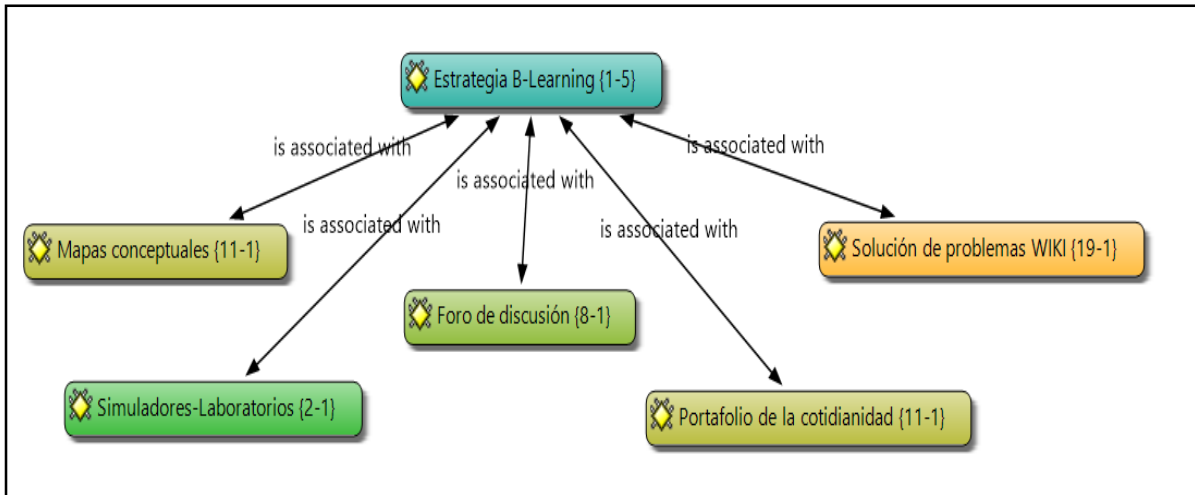 Estrategia B-Learning {1-5}
is associated with
is associated with
is associated with
is associated with
is associated with
Mapas conceptuales {11-1}
Solución de problemas WIKI {19-1}
Foro de discusión {8-1}
Simuladores-Laboratorios {2-1}
Portafolio de la cotidianidad {11-1}